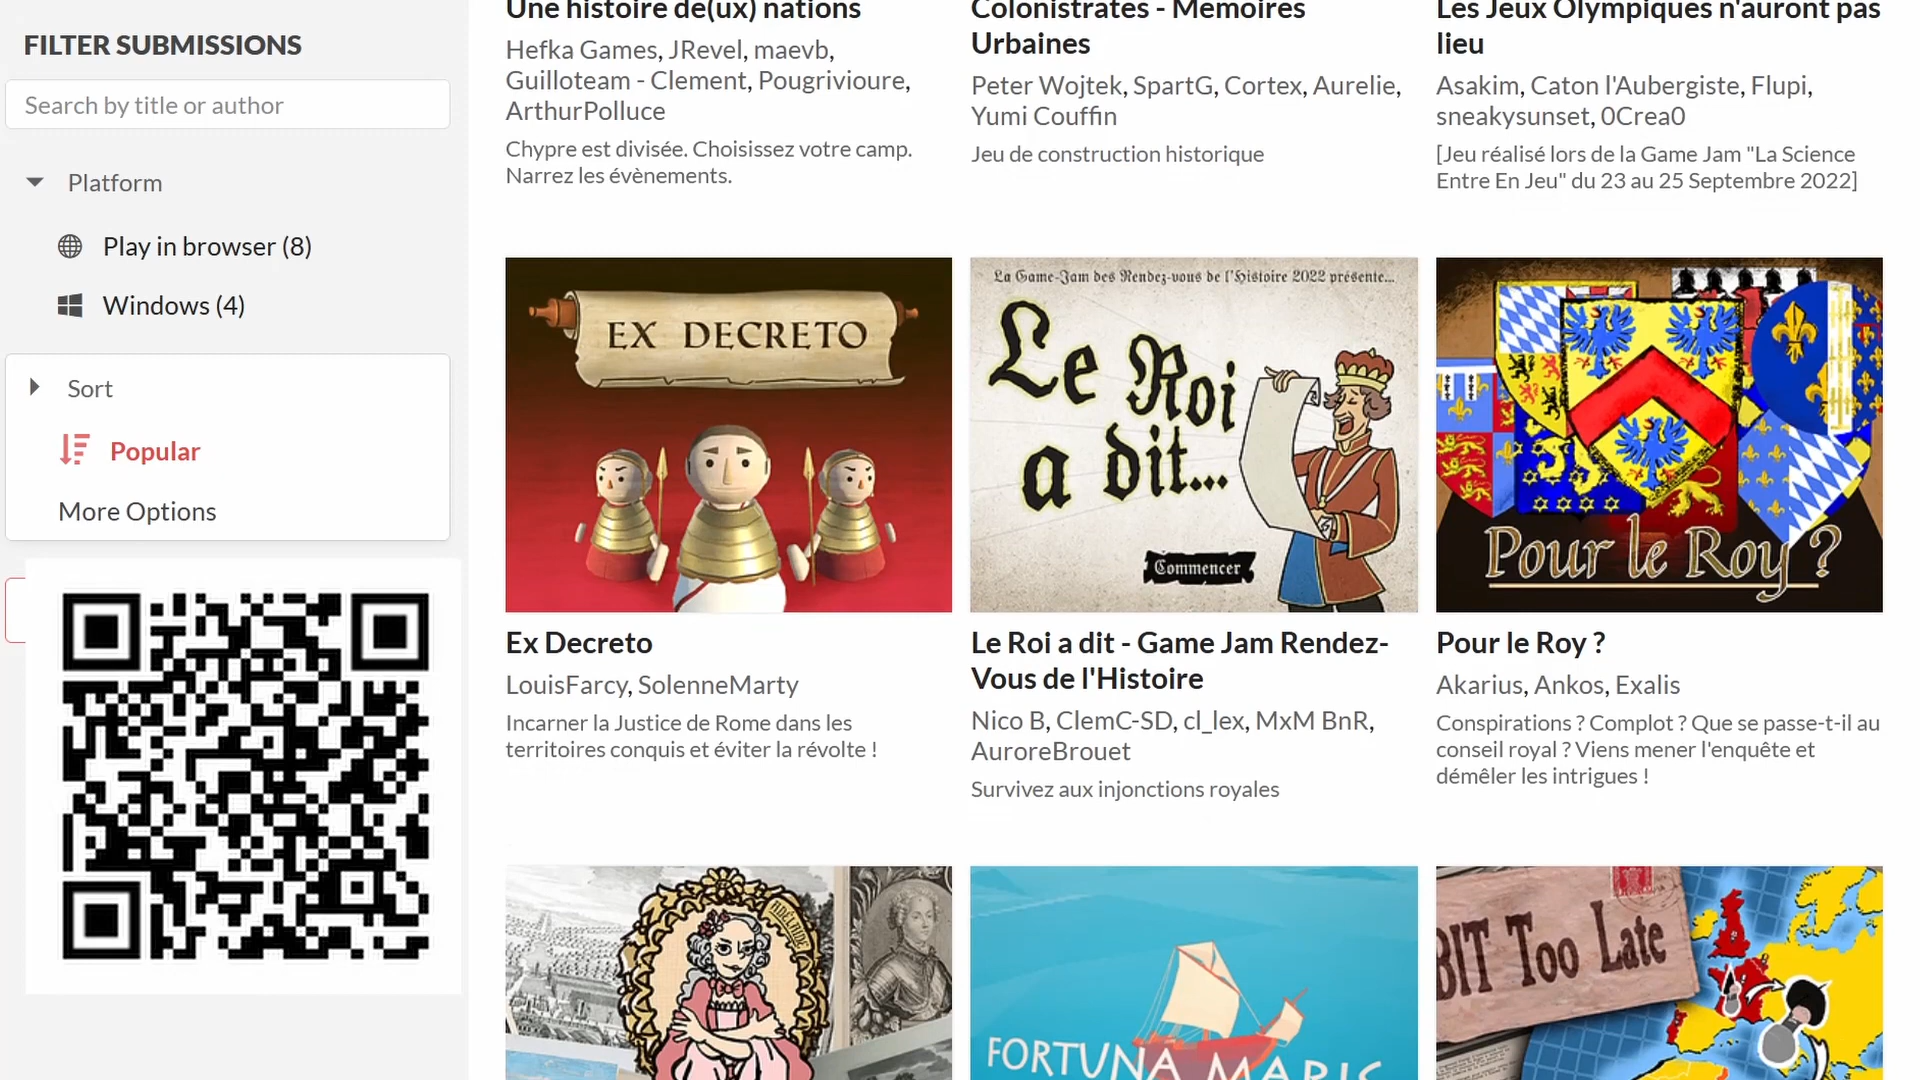 FILTER SUBMISSIONS
Search by title or author
Platform
Play in browser (8)
Windows (4)
Sort
Popular
More Options
Une histoire de(ux) nations
Hefka Games, JRevel, maevb,
Guilloteam - Clement, Pougrivioure,
ArthurPolluce
Chypre est divisée. Choisissez votre camp.
Narrez les évènements.
Colonistrates - Mémoires
Urbaines
Peter Wojtek, SpartG, Cortex, Aurelie,
Yumi Couffin
Jeu de construction historique
Les Jeux Olympiques n'auront pas
lieu
Asakim, Caton l'Aubergiste, Flupi,
sneakysunset, 0Crea0
[Jeu réalisé lors de la Game Jam "La Science
Entre En Jeu" du 23 au 25 Septembre 2022]
EX DECRETO
Ex Decreto
LouisFarcy, SolenneMarty
Incarner la Justice de Rome dans les
territoires conquis et éviter la révolte !
La Game-Jam des Rendez-vous de l'Histoire 2022 présente...
Le Roi
a dit...
Commencer
Le Roi a dit - Game Jam Rendez-
Vous de l'Histoire
Nico B, ClemC-SD, cl_lex, MxM BnR,
AuroreBrouet
Survivez aux injonctions royales
Pour le Roy ?
Pour le Roy ?
Akarius, Ankos, Exalis
Conspirations ? Complot ? Que se passe-t-il au
conseil royal ? Viens mener l'enquête et
démêler les intrigues !
FORTUNA MARIS
BIT Too Late